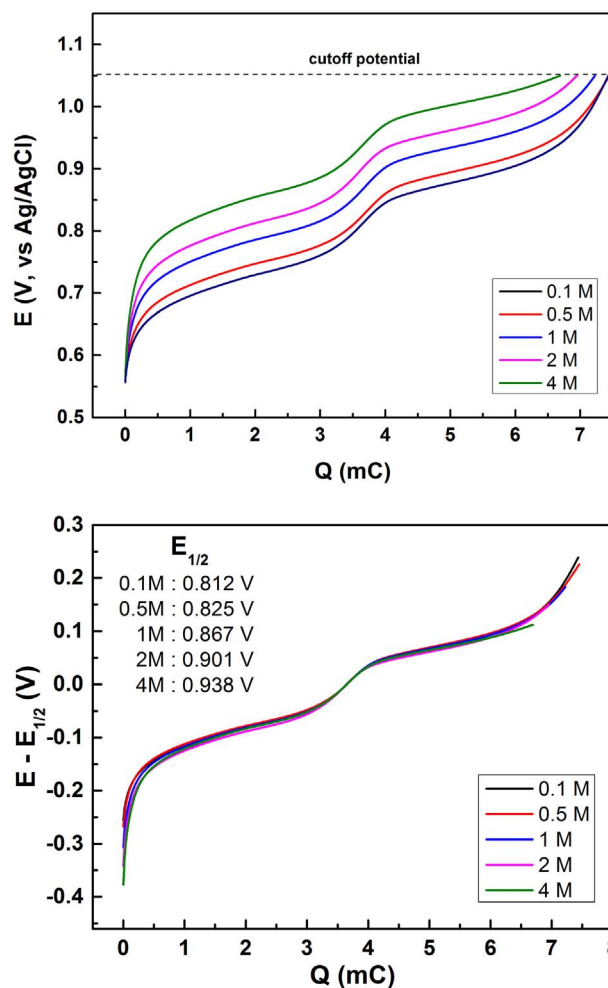 1.1
1.0
0.9
0.8
0.7
0.6
0.5
E (V, vs Ag/AgCl)
cutoff potential
0.1 M
0.5 M
1 M
2 M
4 M
0 1 2 3 4 5 6 7
Q (mC)
0.3
0.2
0.1
0.0
-0.1
-0.2
-0.3
-0.4
E - E1/2 (V)
E1/2
0.1M : 0.812 V
0.5M : 0.825 V
1M : 0.867 V
2M : 0.901 V
4M : 0.938 V
0.1 M
0.5 M
1 M
2 M
4 M
0 1 2 3 4 5 6 7 8
Q (mC)